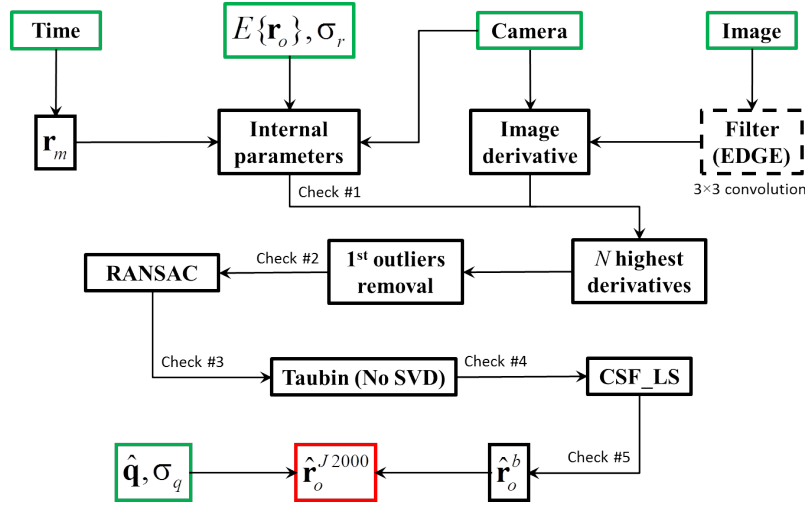 Time
E{r_o}, σ_r
Camera
Image
r_m
Internal
parameters
Image
derivative
Filter
(EDGE)
3×3 convolution
Check #1
RANSAC
Check #2
1st outliers
removal
N highest
derivatives
Check #3
Taubin (No SVD)
Check #4
CSF_LS
Check #5
q̂, σ_q
r̂_o^{J2000}
r̂_o^b